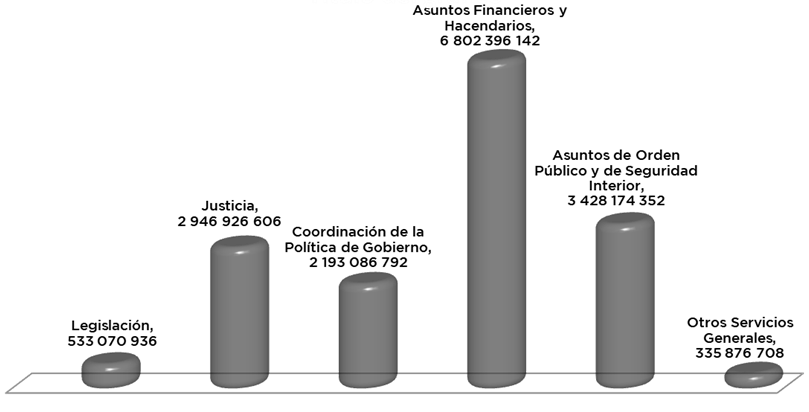 Legislación,
533 070 936
Justicia,
2 946 926 606
Coordinación de la
Política de Gobierno,
2 193 086 792
Asuntos Financieros y
Hacendarios,
6 802 396 142
Asuntos de Orden
Público y de Seguridad
Interior,
3 428 174 352
Otros Servicios
Generales,
335 876 708